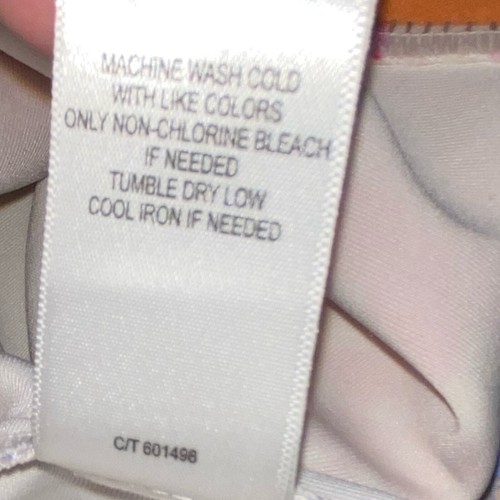 MACHINE WASH COLD
WITH LIKE COLORS
ONLY NON-CHLORINE BLEACH
IF NEEDED
TUMBLE DRY LOW
COOL IRON IF NEEDED
C/T 601498